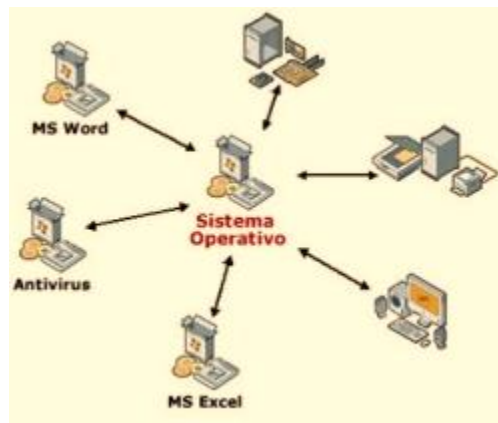 MS Word
Sistema
Operativo
Antivirus
MS Excel